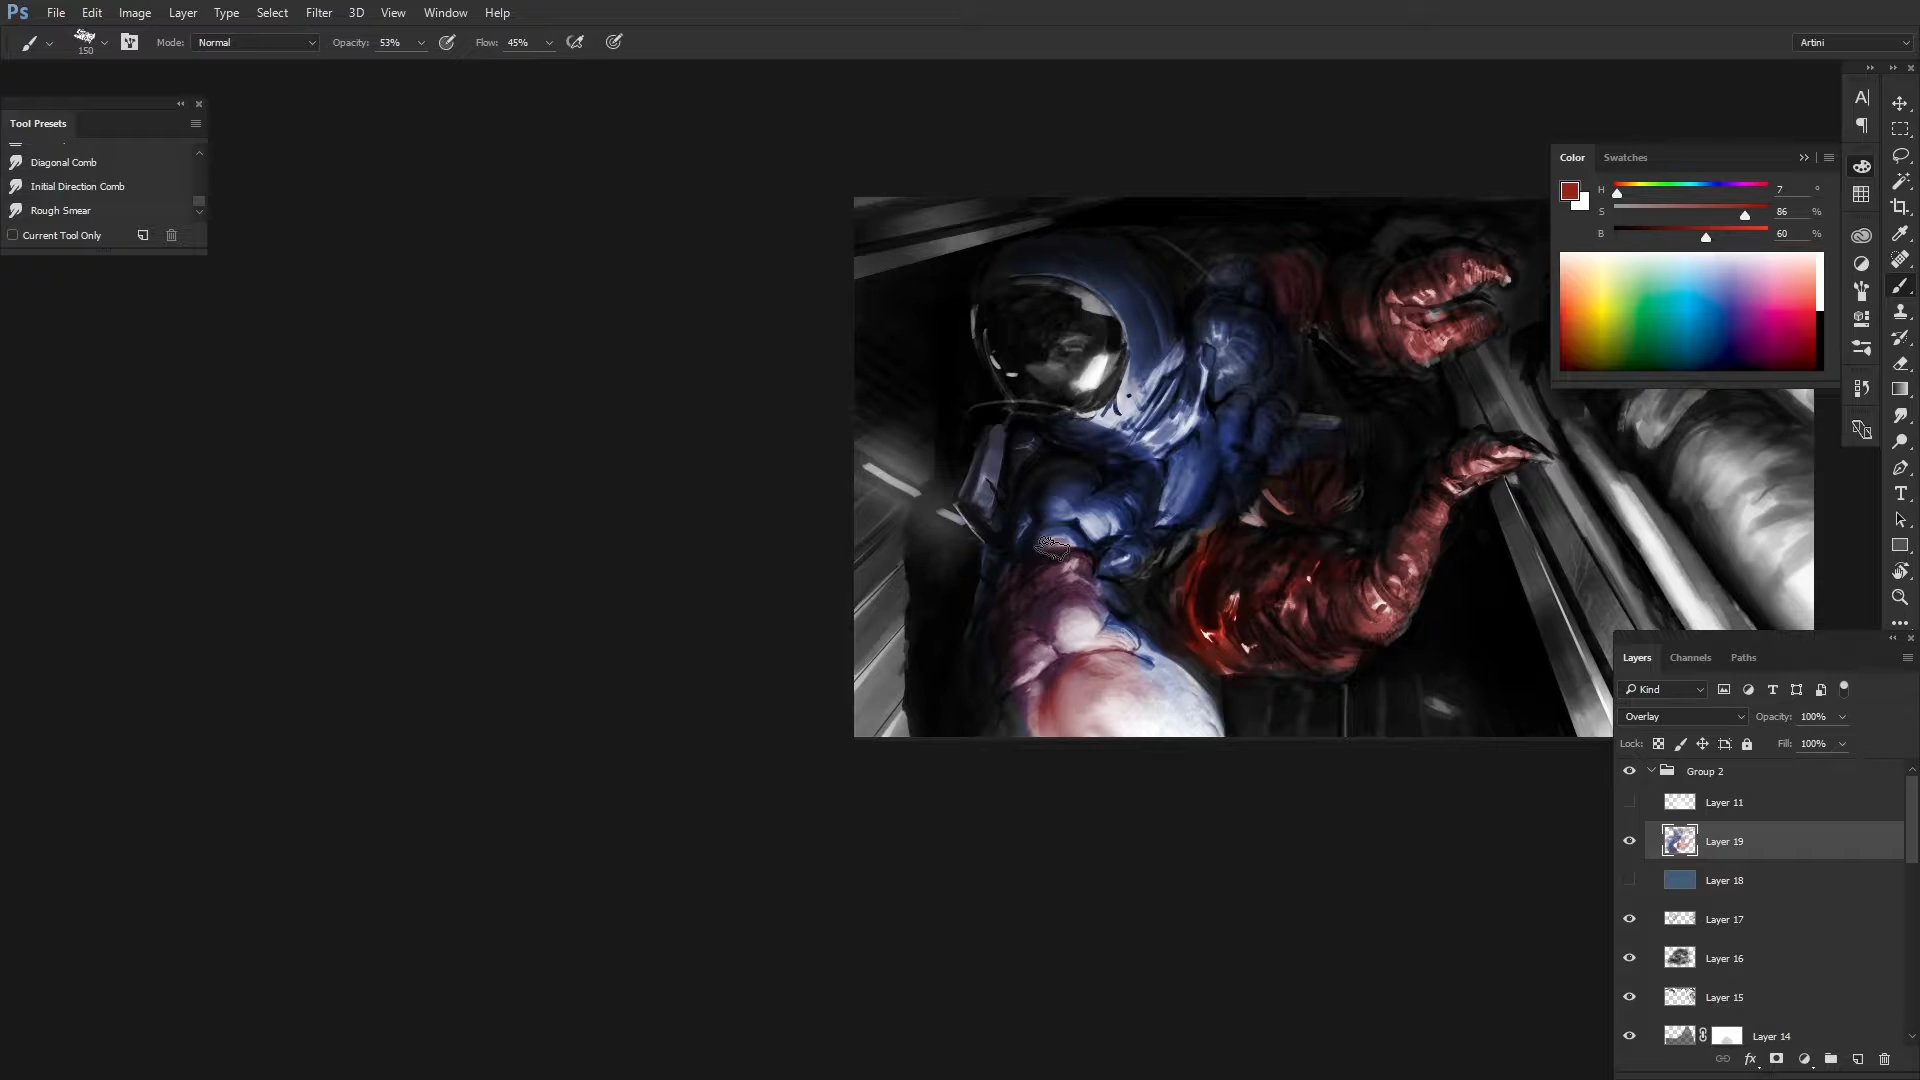 Ps File Edit Image Layer Type Select Filter 3D View Window Help
150 Mode: Normal Opacity: 53% Flow: 45% Artini
Tool Presets
Diagonal Comb
Initial Direction Comb
Rough Smear
Current Tool Only
Color Swatches
H 7 °
S 86 %
B 60 %
Layers Channels Paths
Kind
Overlay Opacity: 100%
Lock: Fill: 100%
Group 2
Layer 11
Layer 19
Layer 18
Layer 17
Layer 16
Layer 15
Layer 14
fx